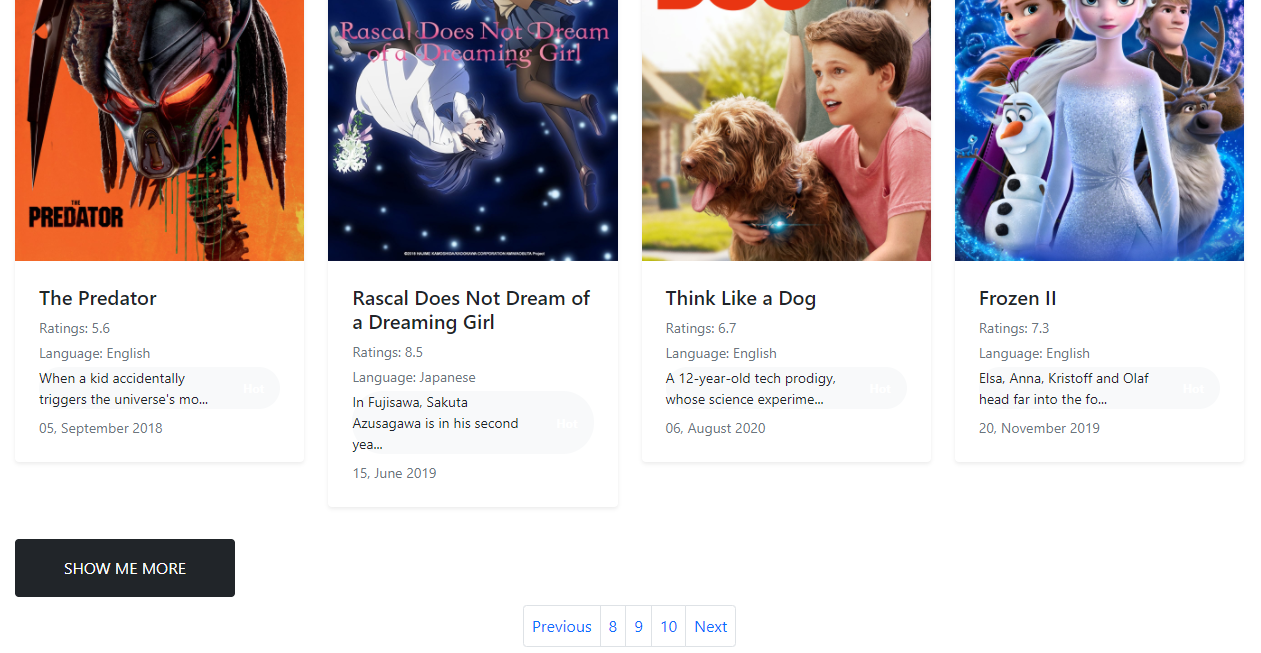 THE
PREDATOR
Rascal Does Not Dream
of a Dreaming Girl
The Predator
Ratings: 5.6
Language: English
When a kid accidentally
triggers the universe's mo...
Hot
05, September 2018
Rascal Does Not Dream of
a Dreaming Girl
Ratings: 8.5
Language: Japanese
In Fujisawa, Sakuta
Azusagawa is in his second
yea...
Hot
15, June 2019
Think Like a Dog
Ratings: 6.7
Language: English
A 12-year-old tech prodigy,
whose science experime...
Hot
06, August 2020
Frozen II
Ratings: 7.3
Language: English
Elsa, Anna, Kristoff and Olaf
head far into the fo...
Hot
20, November 2019
SHOW ME MORE
Previous 8 9 10 Next